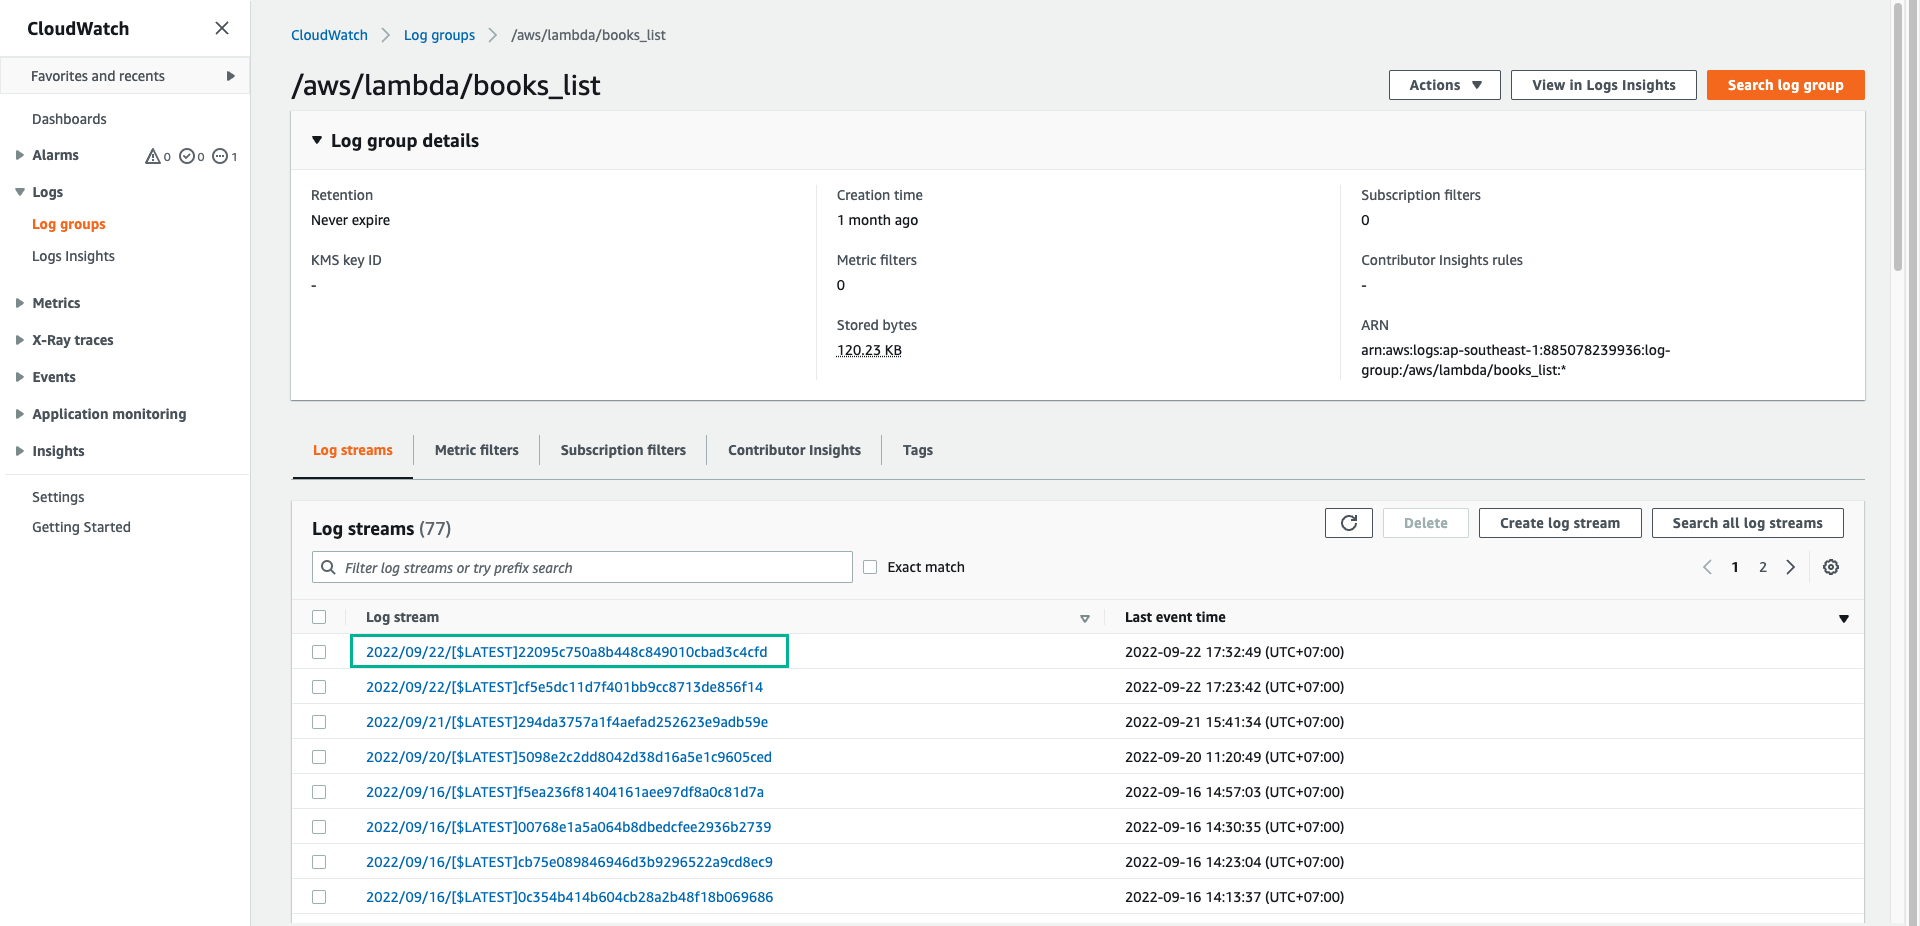 CloudWatch
Favorites and recents
Dashboards
Alarms 0 0 1
Logs
Log groups
Logs Insights
Metrics
X-Ray traces
Events
Application monitoring
Insights
Settings
Getting Started
CloudWatch Log groups /aws/lambda/books_list
/aws/lambda/books_list
Actions View in Logs Insights Search log group
Log group details
Retention
Never expire
KMS key ID
-
Creation time
1 month ago
Metric filters
0
Stored bytes
120.23 KB
Subscription filters
0
Contributor Insights rules
-
ARN
arn:aws:logs:ap-southeast-1:885078239936:log-
group:/aws/lambda/books_list:*
Log streams Metric filters Subscription filters Contributor Insights Tags
Log streams (77)
Delete Create log stream Search all log streams
Filter log streams or try prefix search Exact match 1 2
Log stream Last event time
2022/09/22/[$LATEST]22095c750a8b448c849010cbad3c4cfd 2022-09-22 17:32:49 (UTC+07:00)
2022/09/22/[$LATEST]cf5e5dc11d7f401bb9cc8713de856f14 2022-09-22 17:23:42 (UTC+07:00)
2022/09/21/[$LATEST]294da3757a1f4aefad252623e9adb59e 2022-09-21 15:41:34 (UTC+07:00)
2022/09/20/[$LATEST]5098e2c2dd8042d38d16a5e1c9605ced 2022-09-20 11:20:49 (UTC+07:00)
2022/09/16/[$LATEST]f5ea236f81404161aee97df8a0c81d7a 2022-09-16 14:57:03 (UTC+07:00)
2022/09/16/[$LATEST]00768e1a5a064b8dbedcfee2936b2739 2022-09-16 14:30:35 (UTC+07:00)
2022/09/16/[$LATEST]cb75e089846946d3b9296522a9cd8ec9 2022-09-16 14:23:04 (UTC+07:00)
2022/09/16/[$LATEST]0c354b414b604cb28a2b48f18b069686 2022-09-16 14:13:37 (UTC+07:00)